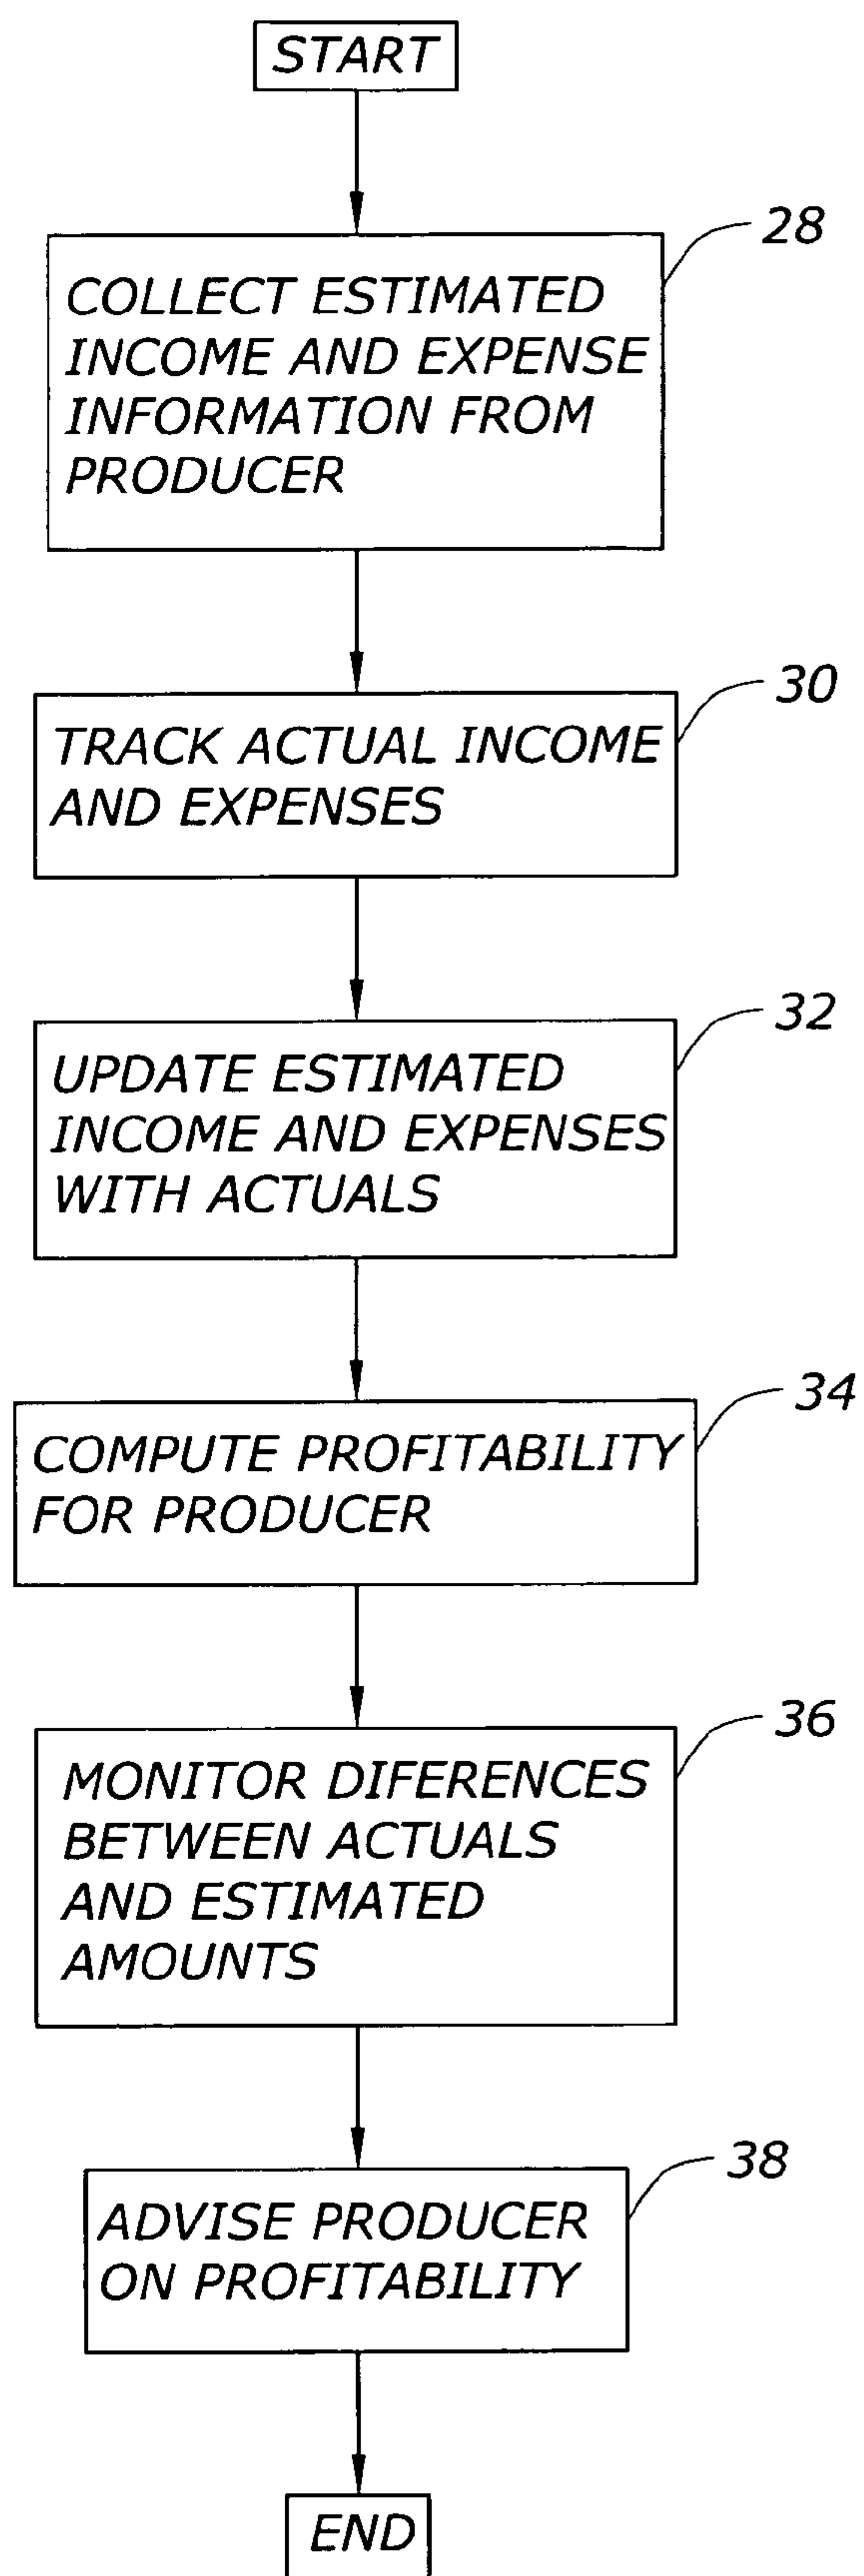 START
28
COLLECT ESTIMATED
INCOME AND EXPENSE
INFORMATION FROM
PRODUCER
30
TRACK ACTUAL INCOME
AND EXPENSES
32
UPDATE ESTIMATED
INCOME AND EXPENSES
WITH ACTUALS
34
COMPUTE PROFITABILITY
FOR PRODUCER
36
MONITOR DIFERENCES
BETWEEN ACTUALS
AND ESTIMATED
AMOUNTS
38
ADVISE PRODUCER
ON PROFITABILITY
END